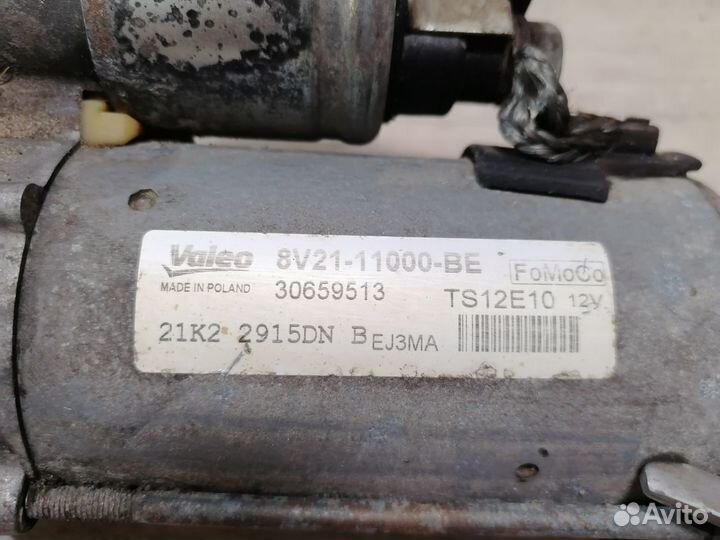 Valeo 8V21-11000-BE FoMoCo
MADE IN POLAND 30659513 TS12E10 12V
21K2 2915DN B EJ3MA
Avito